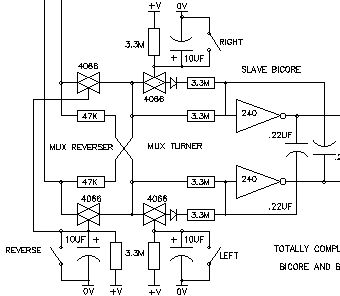 +V 0V
3.3M
10UF
RIGHT
4066
4066
3.3M
SLAVE BICORE
47K
3.3M
240
.22UF
MUX REVERSER
MUX TURNER
47K
3.3M
240
4066
4066
3.3M
.22UF
REVERSE
10UF
3.3M
10UF
LEFT
TOTALLY COMPL
BICORE AND B
0V +V +V 0V